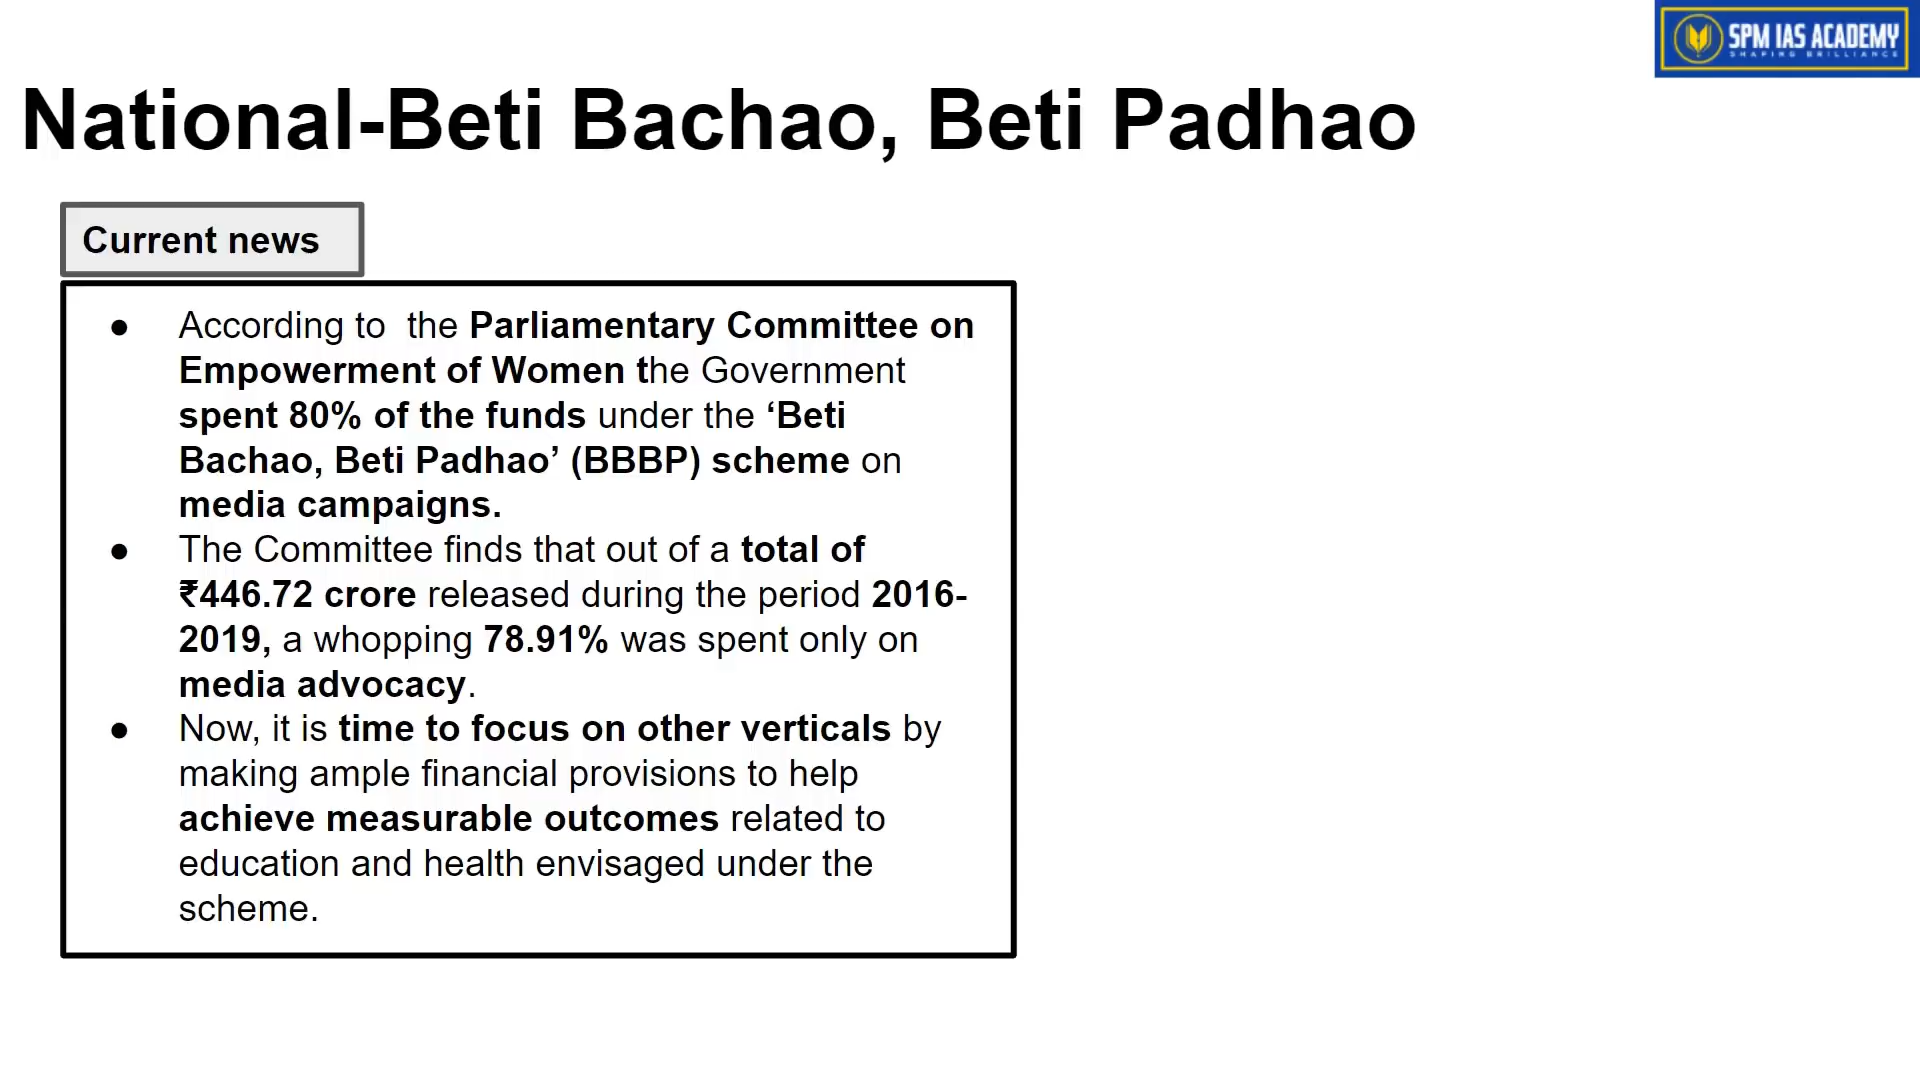 SPM IAS ACADEMY
SHAPING BRILLIANCE
National-Beti Bachao, Beti Padhao
Current news
● According to  the Parliamentary Committee on
Empowerment of Women the Government
spent 80% of the funds under the ‘Beti
Bachao, Beti Padhao’ (BBBP) scheme on
media campaigns.
● The Committee finds that out of a total of
₹446.72 crore released during the period 2016-
2019, a whopping 78.91% was spent only on
media advocacy.
● Now, it is time to focus on other verticals by
making ample financial provisions to help
achieve measurable outcomes related to
education and health envisaged under the
scheme.